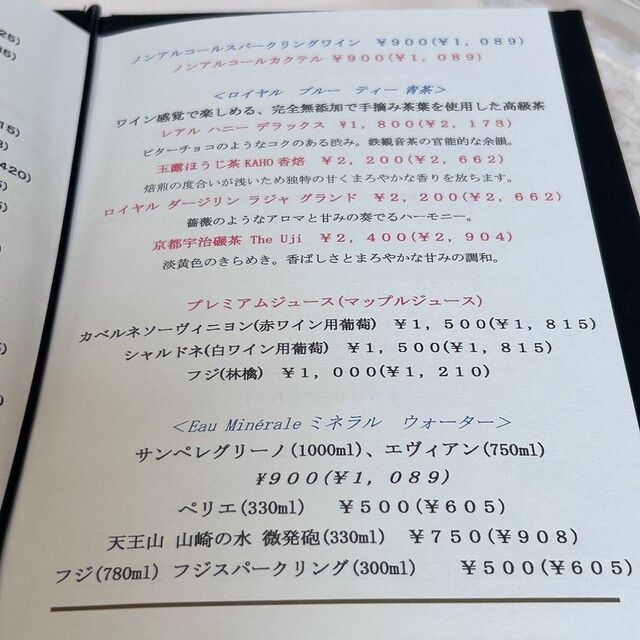 ノンアルコールスパークリングワイン ￥900(￥1, 089)
ノンアルコールカクテル ￥900(￥1, 089)
＜ロイヤル ブルー ティー 青茶＞
ワイン感覚で楽しめる、完全無添加で手摘み茶葉を使用した高級茶
レアル ハニー デラックス ￥1, 800(￥2, 178)
ビターチョコのようなコクのある渋み。鉄観音茶の官能的な余韻。
玉露ほうじ茶 KAHO 香焙 ￥2, 200(￥2, 662)
焙煎の度合いが浅いため独特の甘くまろやかな香りを放ちます。
ロイヤル ダージリン ラジャ グランド ￥2, 200(￥2, 662)
薔薇のようなアロマと甘みの奏でるハーモニー。
京都宇治碾茶 The Uji ￥2, 400(￥2, 904)
淡黄色のきらめき。香ばしさとまろやかな甘みの調和。
プレミアムジュース(マップルジュース)
カベルネソーヴィニヨン(赤ワイン用葡萄) ￥1, 500(￥1, 815)
シャルドネ(白ワイン用葡萄) ￥1, 500(￥1, 815)
フジ(林檎) ￥1, 000(￥1, 210)
＜Eau Minérale ミネラル ウォーター＞
サンペレグリーノ(1000ml)、エヴィアン(750ml)
¥900(￥1, 089)
ペリエ(330ml) ￥500(￥605)
天王山 山崎の水 微発砲(330ml) ￥750(￥908)
フジ(780ml) フジスパークリング(300ml) ￥500(￥605)
25)
35)
15)
420)